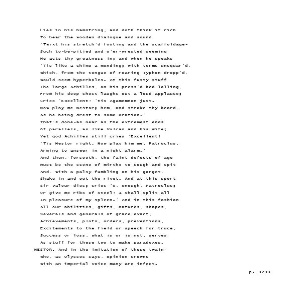 Lies in his hamstring, and doth think it rich
To hear the wooden dialogue and sound
'Twixt his stretch'd footing and the scaffoldage-
Such to-be-pitied and o'er-wrested seeming
He acts thy greatness in: and when he speaks
'Tis like a chime a-mending; with terms unsquar'd,
Which, from the tongue of roaring Typhon dropp'd,
Would seem hyperboles. At this fusty stuff
The large Achilles, on his press'd bed lolling,
From his deep chest laughs out a loud applause;
Cries 'Excellent! 'tis Agamemnon just.
Now play me Nestor; hem, and stroke thy beard,
As he being drest to some oration.'
That's done-as near as the extremest ends
Of parallels, as like Vulcan and his wife;
Yet god Achilles still cries 'Excellent!
'Tis Nestor right. Now play him me, Patroclus,
Arming to answer in a night alarm.'
And then, forsooth, the faint defects of age
Must be the scene of mirth: to cough and spit
And, with a palsy-fumbling on his gorget,
Shake in and out the rivet. And at this sport
Sir Valour dies; cries 'O, enough, Patroclus;
Or give me ribs of steel! I shall split all
In pleasure of my spleen.' And in this fashion
All our abilities, gifts, natures, shapes,
Severals and generals of grace exact,
Achievements, plots, orders, preventions,
Excitements to the field or speech for truce,
Success or loss, what is or is not, serves
As stuff for these two to make paradoxes.
NESTOR. And in the imitation of these twain-
Who, as Ulysses says, opinion crowns
With an imperial voice-many are infect.